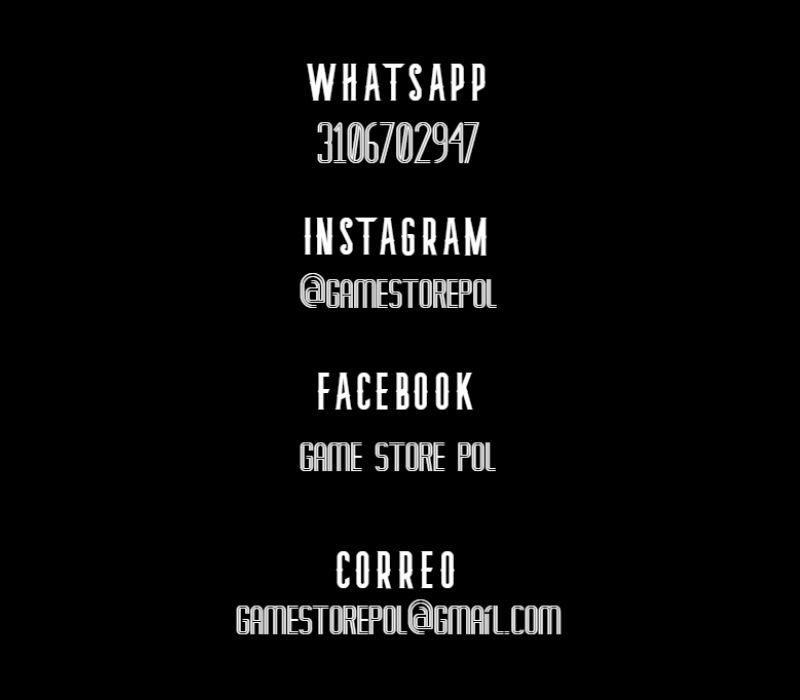 WHATSAPP
3106702947
INSTAGRAM
@GAMESTOREPOL
FACEBOOK
GAME STORE POL
CORREO
GAMESTOREPOL@GMAIL.COM